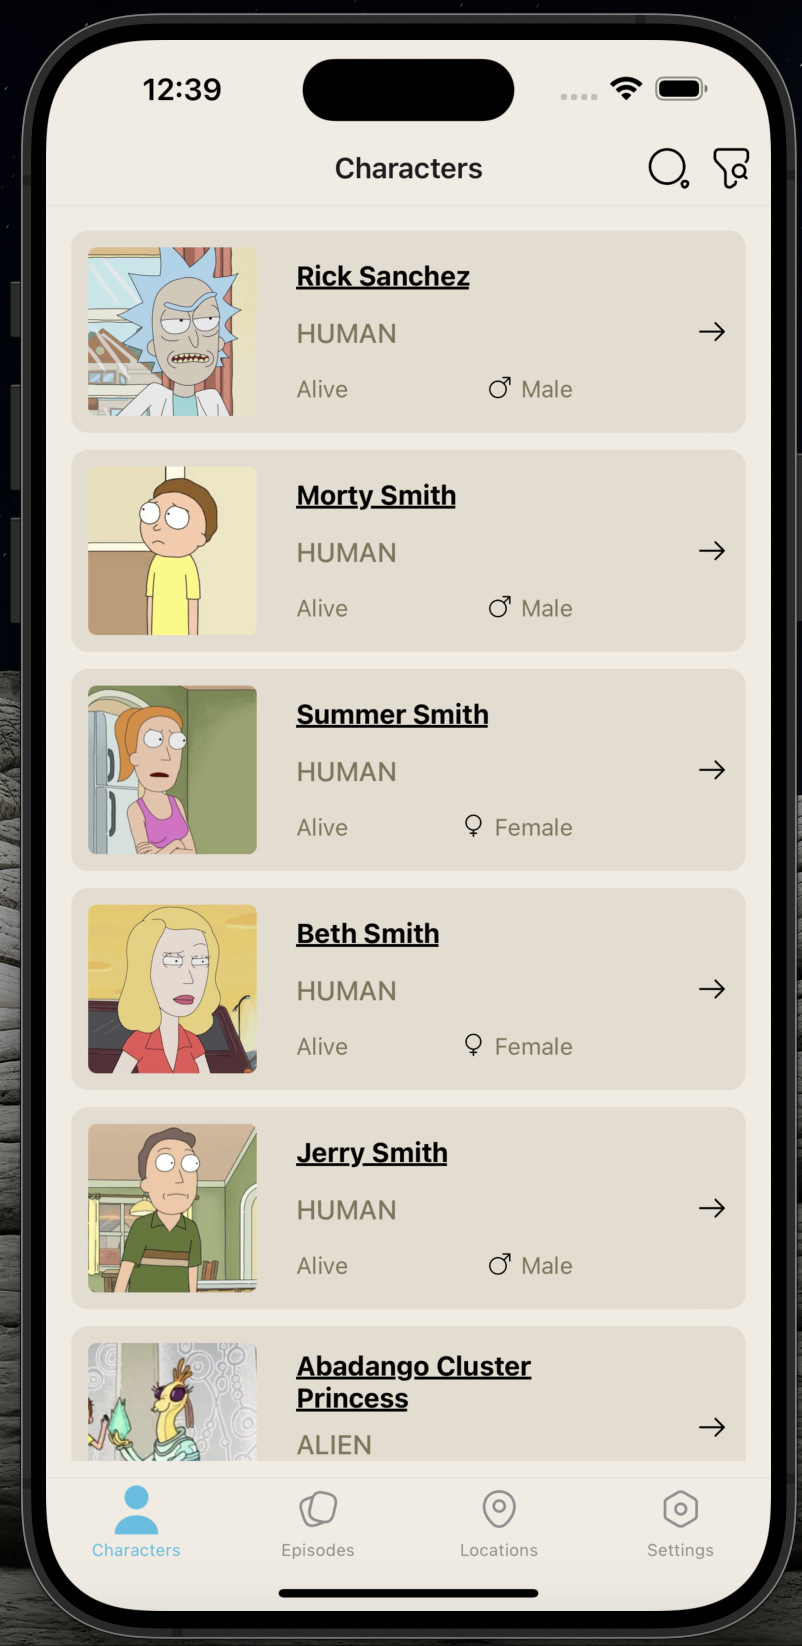 12:39
Characters
Rick Sanchez
HUMAN
Alive Male
Morty Smith
HUMAN
Alive Male
Summer Smith
HUMAN
Alive Female
Beth Smith
HUMAN
Alive Female
Jerry Smith
HUMAN
Alive Male
Abadango Cluster
Princess
ALIEN
Characters Episodes Locations Settings